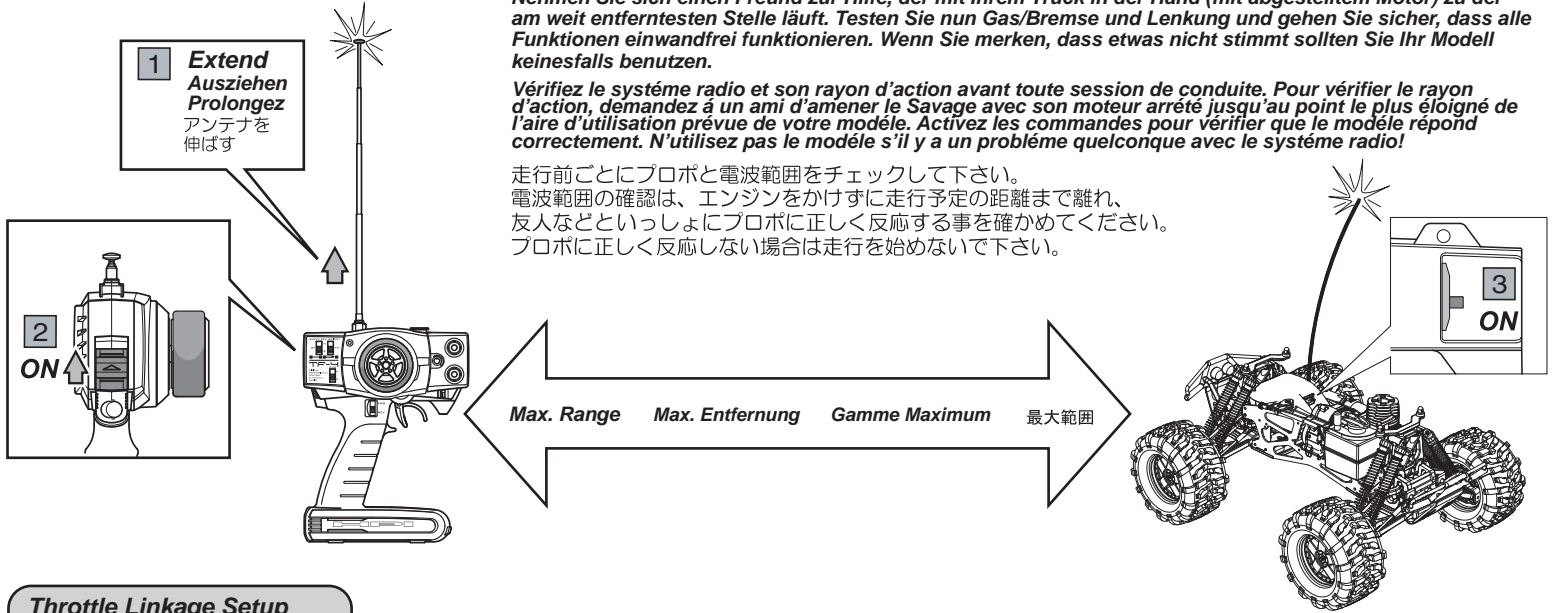 Nehmen Sie sich einen Freund zur Hilfe, der mit Ihrem Truck in der Hand (mit abgestelltem Motor) zu der
am weit entferntesten Stelle läuft. Testen Sie nun Gas/Bremse und Lenkung und gehen Sie sicher, dass alle
Funktionen einwandfrei funktionieren. Wenn Sie merken, dass etwas nicht stimmt sollten Sie Ihr Modell
keinesfalls benutzen.
Vérifiez le systéme radio et son rayon d'action avant toute session de conduite. Pour vérifier le rayon
d'action, demandez á un ami d'amener le Savage avec son moteur arrété jusqu'au point le plus éloigné de
l'aire d'utilisation prévue de votre modéle. Activez les commandes pour vérifier que le modéle répond
correctement. N'utilisez pas le modéle s'il y a un probléme quelconque avec le systéme radio!
走行前ごとにプロポと電波範囲をチェックして下さい。
電波範囲の確認は、エンジンをかけずに走行予定の距離まで離れ、
友人などといっしょにプロポに正しく反応する事を確かめてください。
プロポに正しく反応しない場合は走行を始めないで下さい。
1 Extend
Ausziehen
Prolongez
アンテナを
伸ばす
2
ON
3
ON
TF-4
Max. Range Max. Entfernung Gamme Maximum 最大範囲
Throttle Linkage Setup